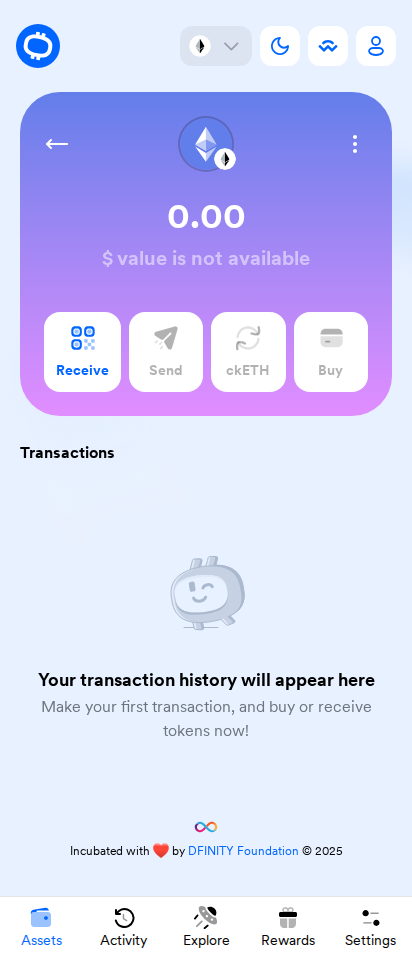 0.00
$ value is not available
Receive
Send
ckETH
Buy
Transactions
Your transaction history will appear here
Make your first transaction, and buy or receive
tokens now!
Incubated with ❤️ by DFINITY Foundation © 2025
Assets
Activity
Explore
Rewards
Settings